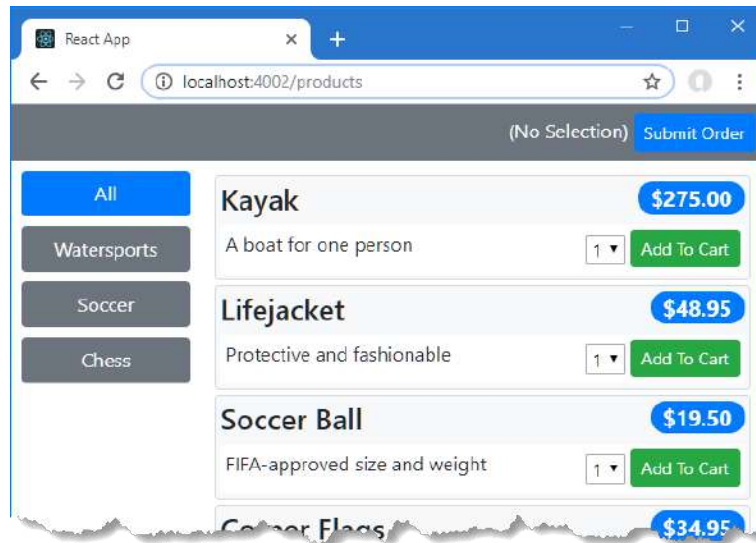 React App
localhost:4002/products
(No Selection) Submit Order
All
Watersports
Soccer
Chess
Kayak $275.00
A boat for one person 1 Add To Cart
Lifejacket $48.95
Protective and fashionable 1 Add To Cart
Soccer Ball $19.50
FIFA-approved size and weight 1 Add To Cart
Corner Flags $34.95